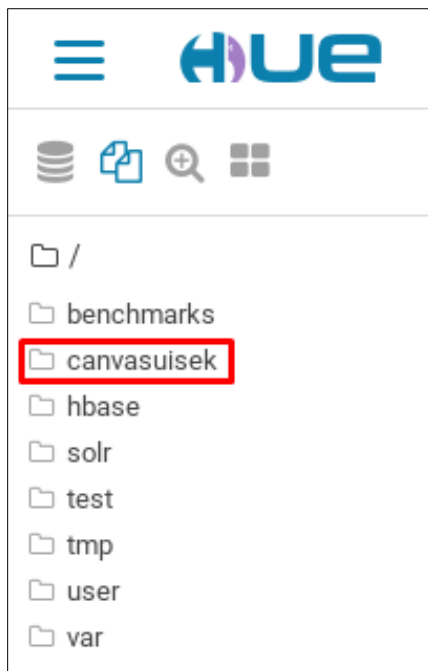 HUE
/
benchmarks
canvasuisek
hbase
solr
test
tmp
user
var